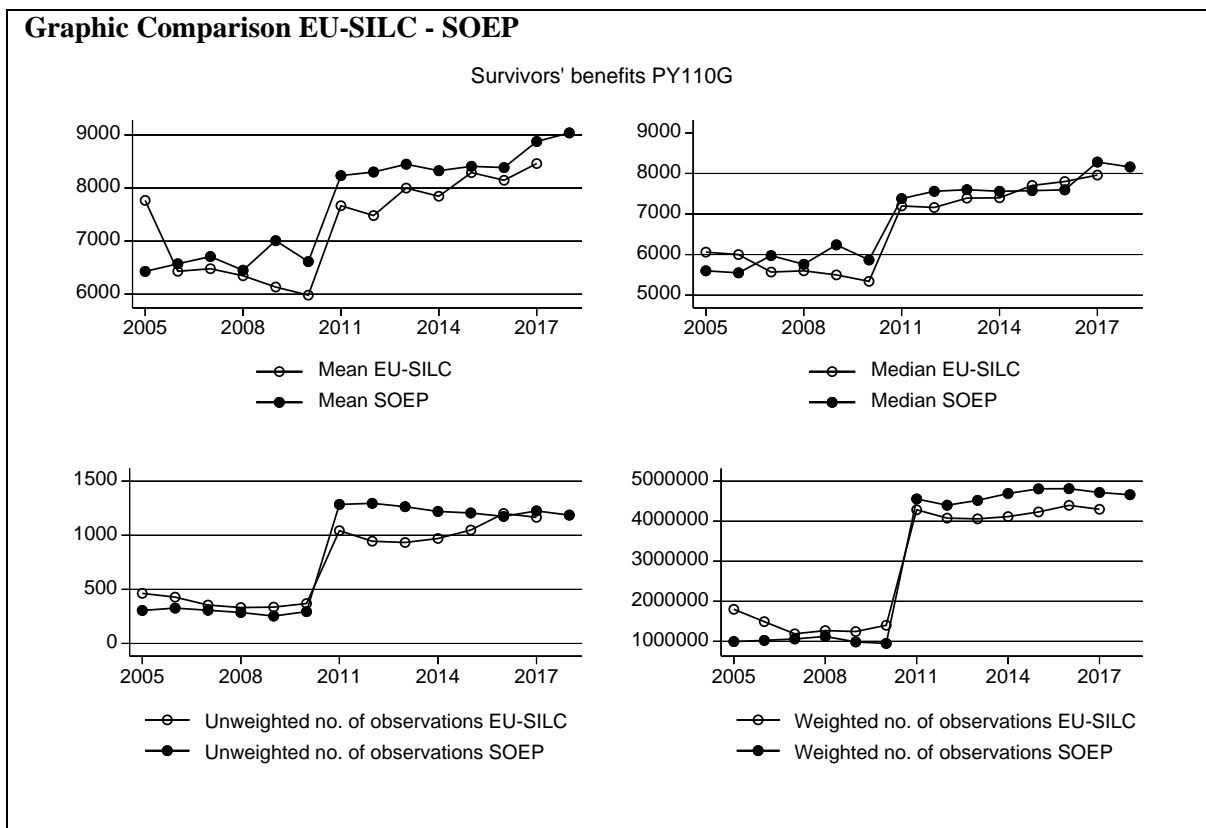 Graphic Comparison EU-SILC - SOEP
Survivors' benefits PY110G
9000
8000
7000
6000
2005 2008 2011 2014 2017
Mean EU-SILC
Mean SOEP
9000
8000
7000
6000
5000
2005 2008 2011 2014 2017
Median EU-SILC
Median SOEP
1500
1000
500
0
2005 2008 2011 2014 2017
Unweighted no. of observations EU-SILC
Unweighted no. of observations SOEP
5000000
4000000
3000000
2000000
1000000
2005 2008 2011 2014 2017
Weighted no. of observations EU-SILC
Weighted no. of observations SOEP